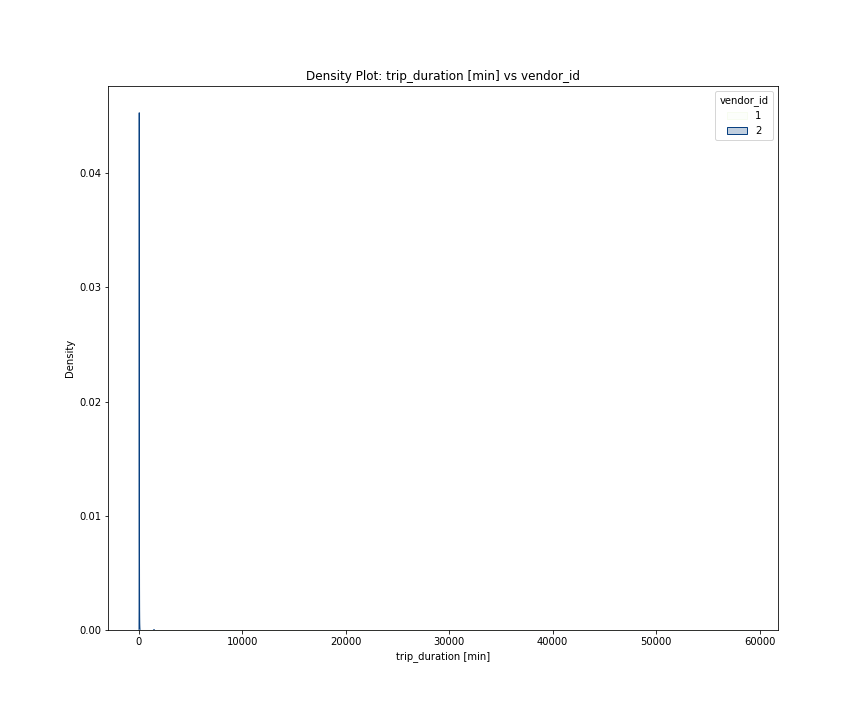 Density Plot: trip_duration [min] vs vendor_id
vendor_id
1
2
0.04
0.03
0.02
0.01
0.00
Density
0 10000 20000 30000 40000 50000 60000
trip_duration [min]